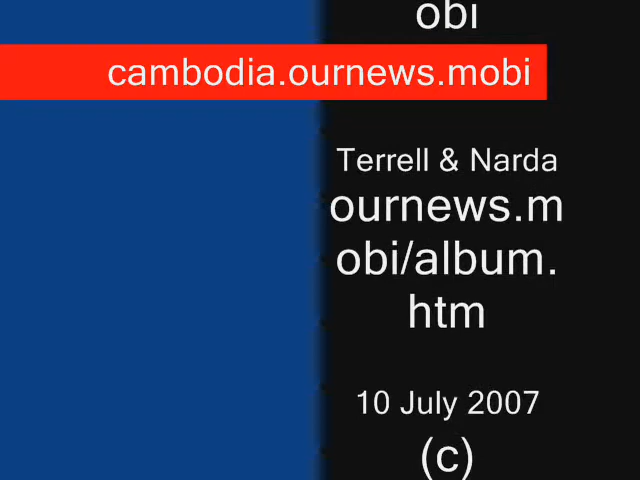 obi
cambodia.ournews.mobi
Terrell & Narda
ournews.m
obi/album.
htm
10 July 2007
(c)